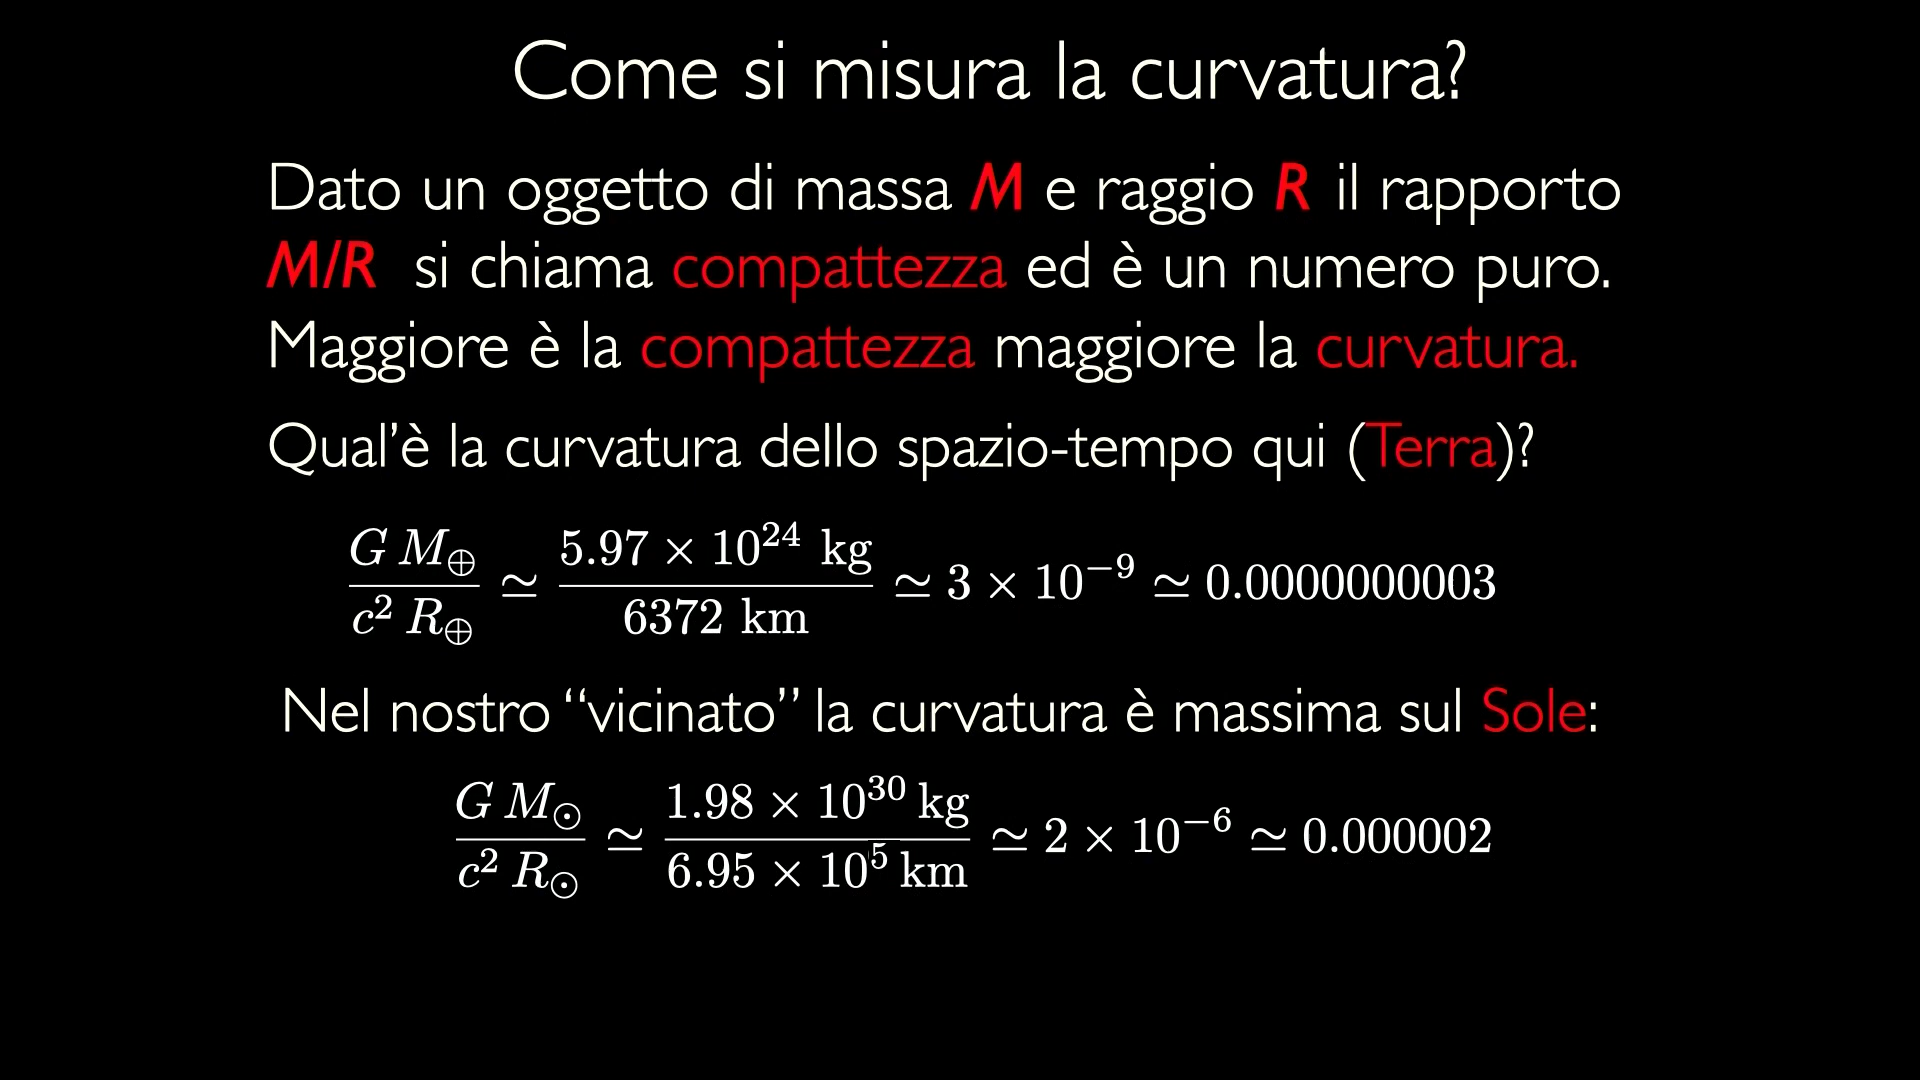 Come si misura la curvatura?
Dato un oggetto di massa M e raggio R il rapporto
M/R si chiama compattezza ed è un numero puro.
Maggiore è la compattezza maggiore la curvatura.
Qual’è la curvatura dello spazio-tempo qui (Terra)?
G M⊕ / c² R⊕ ≃ 5.97 × 10²⁴ kg / 6372 km ≃ 3 × 10⁻⁹ ≃ 0.0000000003
Nel nostro “vicinato” la curvatura è massima sul Sole:
G M⊙ / c² R⊙ ≃ 1.98 × 10³⁰ kg / 6.95 × 10⁵ km ≃ 2 × 10⁻⁶ ≃ 0.000002